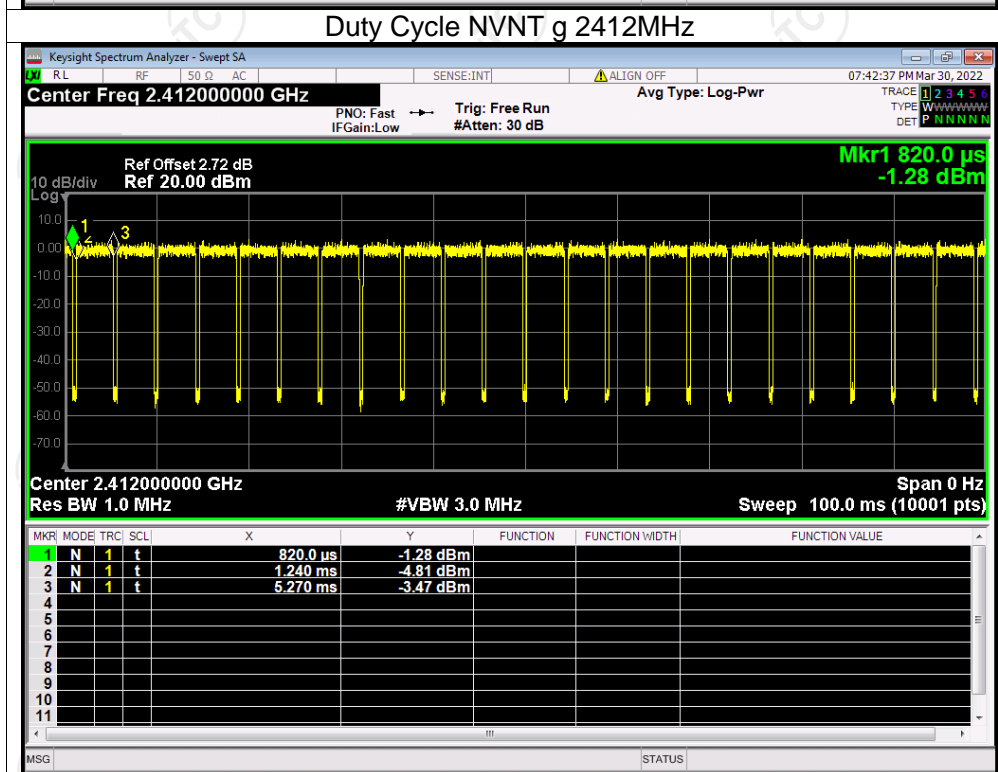 Duty Cycle NVNT g 2412MHz
Keysight Spectrum Analyzer - Swept SA
LXI RL RF 50 Ω AC SENSE:INT ALIGN OFF 07:42:37 PM Mar 30, 2022
Center Freq 2.412000000 GHz PNO: Fast IFGain:Low Trig: Free Run #Atten: 30 dB Avg Type: Log-Pwr TRACE 1 2 3 4 5 6
TYPE WWWWWWW
DET P N N N N N
Mkr1 820.0 µs
-1.28 dBm
Ref Offset 2.72 dB
10 dB/div Ref 20.00 dBm
Log
10.0
0.00
-10.0
-20.0
-30.0
-40.0
-50.0
-60.0
-70.0
1 2 3
Center 2.412000000 GHz Span 0 Hz
Res BW 1.0 MHz #VBW 3.0 MHz Sweep 100.0 ms (10001 pts)
MKR MODE TRC SCL X Y FUNCTION FUNCTION WIDTH FUNCTION VALUE
1 N 1 t 820.0 µs -1.28 dBm
2 N 1 t 1.240 ms -4.81 dBm
3 N 1 t 5.270 ms -3.47 dBm
4
5
6
7
8
9
10
11
MSG STATUS